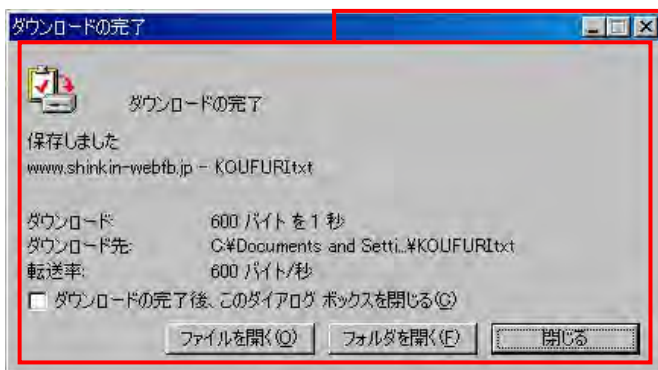 ダウンロードの完了
ダウンロードの完了
保存しました
www.shinkin-webfb.jp - KOUFURI.txt
ダウンロード: 600 バイト を 1 秒
ダウンロード先: C:¥Documents and Setti...¥KOUFURI.txt
転送率: 600 バイト/秒
ダウンロードの完了後、このダイアログ ボックスを閉じる(C)
ファイルを開く(O) フォルダを開く(F) 閉じる